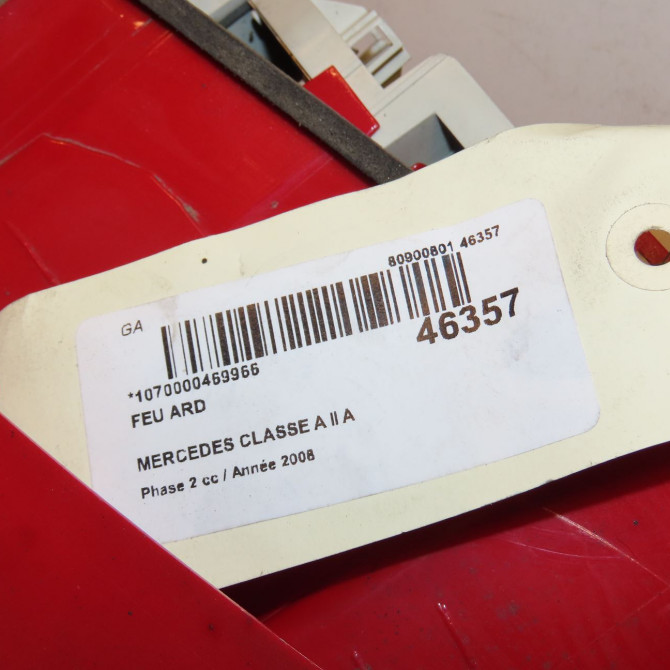 80900801 46357
GA
46357
*1070000469966
FEU ARD
MERCEDES CLASSE A II A
Phase 2 cc / Année 2008